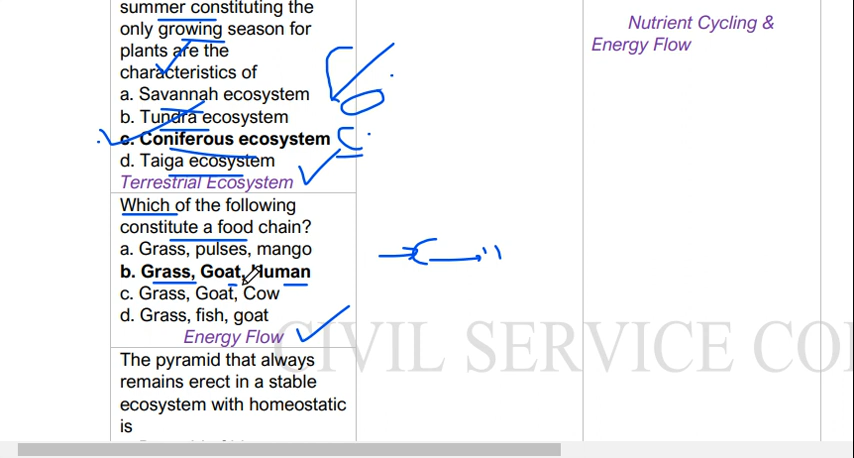 summer constituting the
only growing season for
plants are the
characteristics of
a. Savannah ecosystem
b. Tundra ecosystem
c. Coniferous ecosystem
d. Taiga ecosystem
Terrestrial Ecosystem
Which of the following
constitute a food chain?
a. Grass, pulses, mango
b. Grass, Goat, Human
c. Grass, Goat, Cow
d. Grass, fish, goat
Energy Flow
The pyramid that always
remains erect in a stable
ecosystem with homeostatic
is
Nutrient Cycling &
Energy Flow
CIVIL SERVICE CO